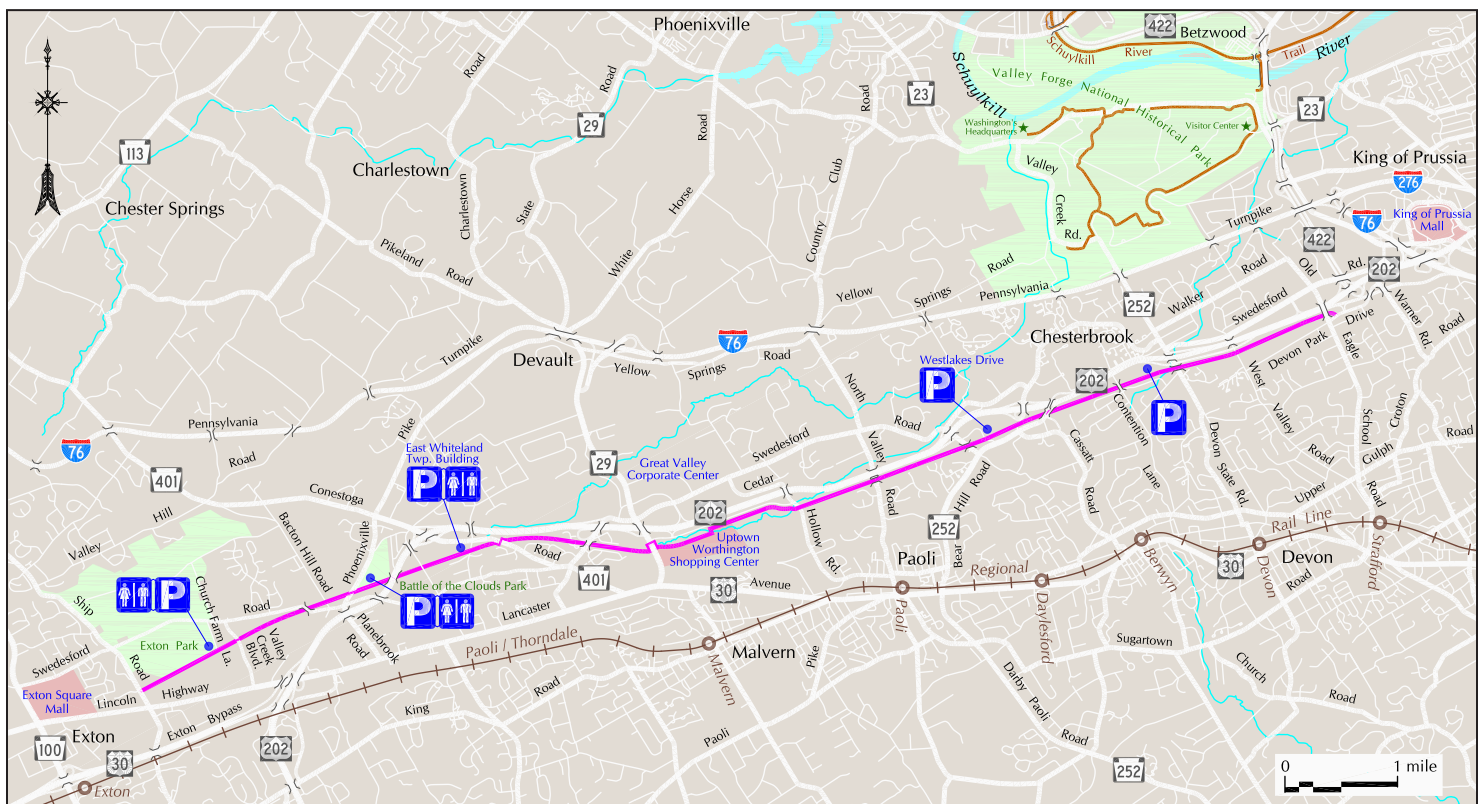 Phoenixville
422
Betzwood
Schuylkill
River
Trail
River
Schuylkill
Valley Forge National Historical Park
Washington's
Headquarters
Visitor Center
23
23
29
113
Road
Road
Road
Road
Charlestown
Chester Springs
Charlestown
State
Horse
White
Club
Country
Valley
Creek
Rd.
King of Prussia
276
76
King of Prussia
Mall
Turnpike
422
Old
Rd.
202
Pikeland
Road
Road
Yellow
Springs
Pennsylvania
252
Walker
Road
Swedesford
Warner
Rd.
Road
Drive
Eagle
Devon Park
Chesterbrook
76
Turnpike
Devault
Yellow
Springs
Road
Westlakes Drive
P
202
P
West
Valley
Road
North
Valley
Road
Road
Swedesford
Contention
Lane
Cassatt
Road
Devon State Rd.
School
Croton
Road
Gulph
Upper
Road
Pennsylvania
76
Road
401
Pike
East Whiteland
Twp. Building
P
29
Great Valley
Corporate Center
Cedar
Hollow
Rd.
Conestoga
Hill
Valley
202
Uptown
Worthington
Shopping Center
252
Hill Road
Bear
Rail Line
Regional
Stratford
Devon
Devon
Berwyn
30
Road
Bacton Hill Road
Phoenixville
Road
401
30
Avenue
Paoli
Paoli
Daylesford
Battle of the Clouds Park
P
P
Church Farm
La.
Road
Ship
Road
Exton Park
Valley
Creek
Blvd.
Planebrook
Road
Lancaster
Paoli / Thorndale
Malvern
Malvern
Pike
Sugartown
Church
Road
Darby Paoli
Road
Swedesford
Exton Square
Mall
Lincoln
Highway
Exton
Bypass
King
Road
Paoli
100
Exton
30
202
Exton
252
0
1 mile